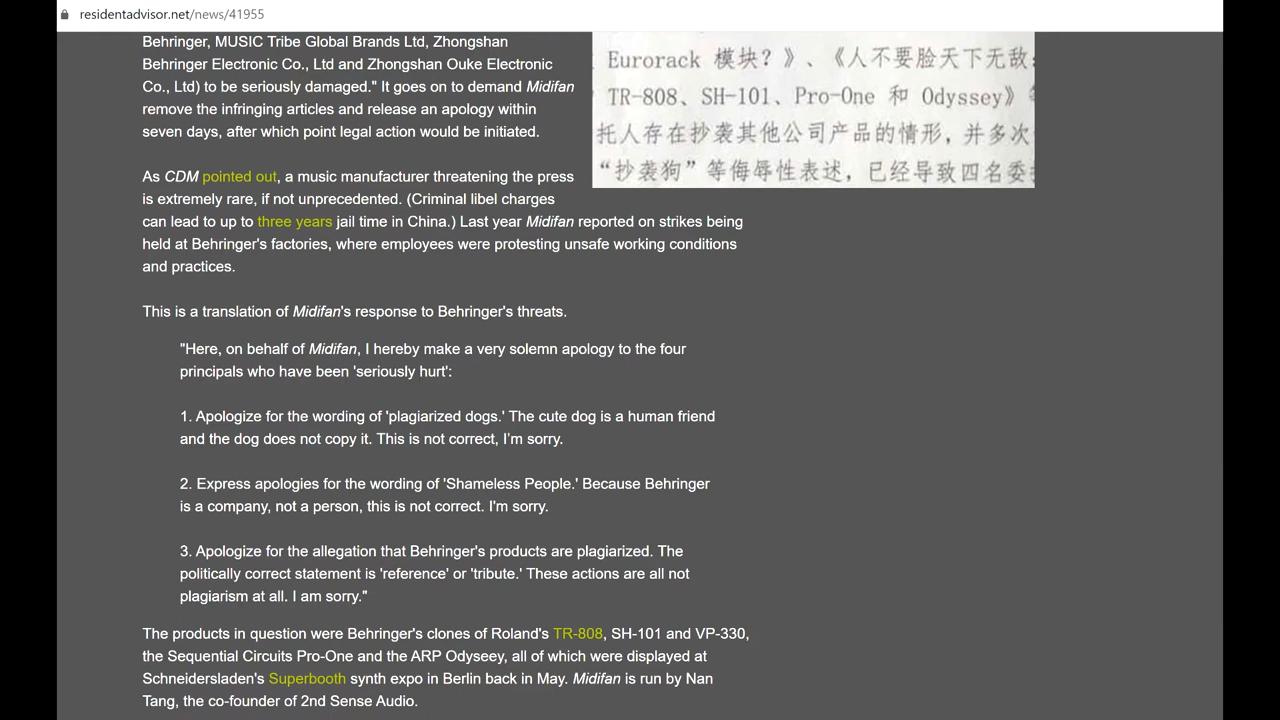 residentadvisor.net/news/41955
Behringer, MUSIC Tribe Global Brands Ltd, Zhongshan
Behringer Electronic Co., Ltd and Zhongshan Ouke Electronic
Co., Ltd) to be seriously damaged." It goes on to demand Midifan
remove the infringing articles and release an apology within
seven days, after which point legal action would be initiated.
Eurorack 模块？》、《人不要脸天下无敌：
TR-808、SH-101、Pro-One 和 Odyssey》等
托人存在抄袭其他公司产品的情形，并多次
“抄袭狗”等侮辱性表述，已经导致四名委
As CDM pointed out, a music manufacturer threatening the press
is extremely rare, if not unprecedented. (Criminal libel charges
can lead to up to three years jail time in China.) Last year Midifan reported on strikes being
held at Behringer's factories, where employees were protesting unsafe working conditions
and practices.
This is a translation of Midifan's response to Behringer's threats.
"Here, on behalf of Midifan, I hereby make a very solemn apology to the four
principals who have been 'seriously hurt':
1. Apologize for the wording of 'plagiarized dogs.' The cute dog is a human friend
and the dog does not copy it. This is not correct, I'm sorry.
2. Express apologies for the wording of 'Shameless People.' Because Behringer
is a company, not a person, this is not correct. I'm sorry.
3. Apologize for the allegation that Behringer's products are plagiarized. The
politically correct statement is 'reference' or 'tribute.' These actions are all not
plagiarism at all. I am sorry."
The products in question were Behringer's clones of Roland's TR-808, SH-101 and VP-330,
the Sequential Circuits Pro-One and the ARP Odyseey, all of which were displayed at
Schneidersladen's Superbooth synth expo in Berlin back in May. Midifan is run by Nan
Tang, the co-founder of 2nd Sense Audio.